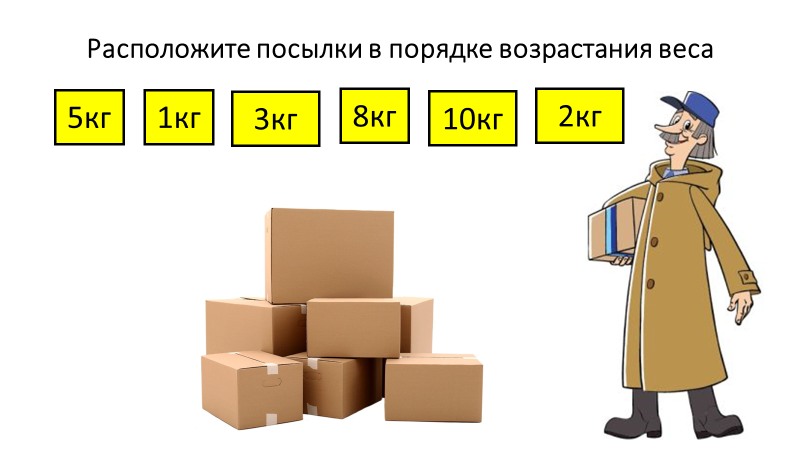 Расположите посылки в порядке возрастания веса
5кг 1кг 3кг 8кг 10кг 2кг